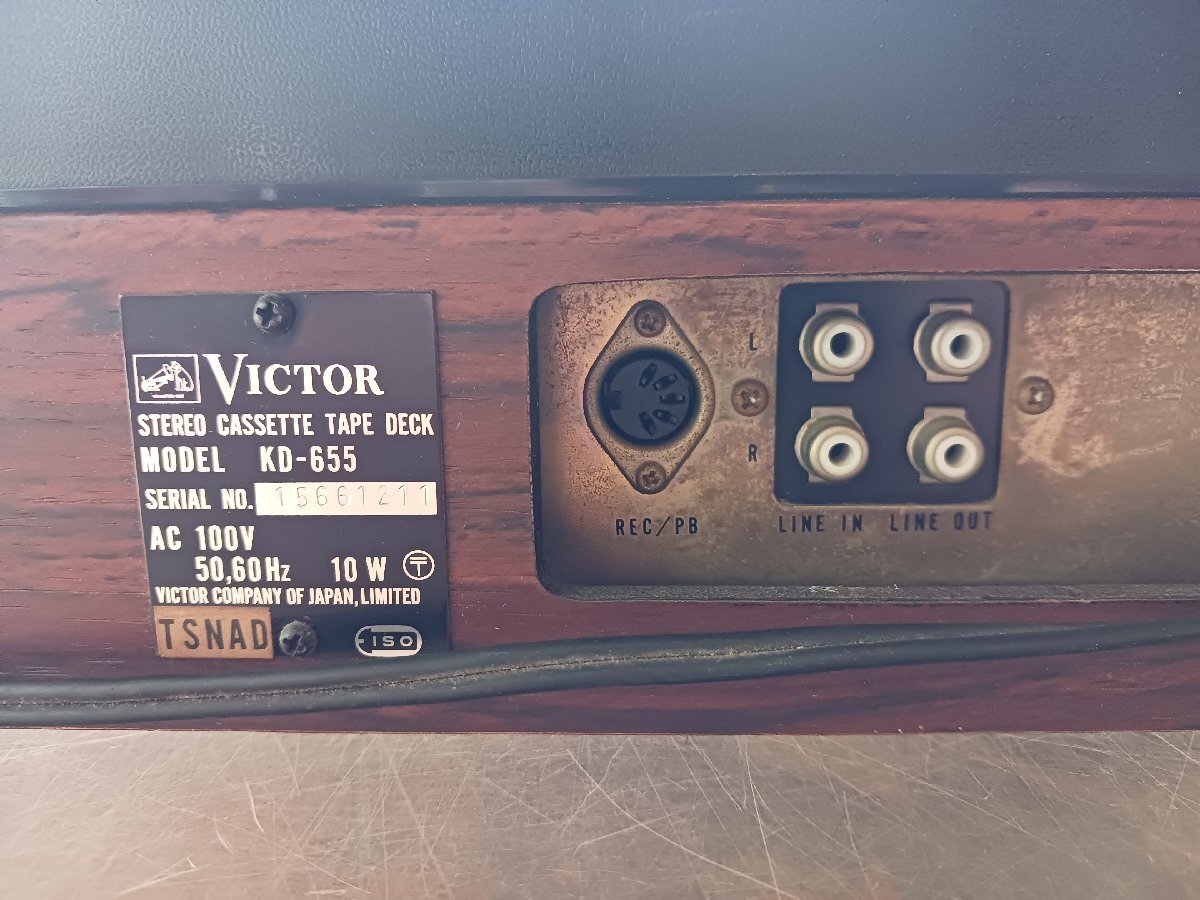 VICTOR
STEREO CASSETTE TAPE DECK
MODEL KD-655
SERIAL NO. 15661211
AC 100V
50,60Hz 10 W
VICTOR COMPANY OF JAPAN, LIMITED
TSNAD
ISO
L
R
REC/PB
LINE IN LINE OUT